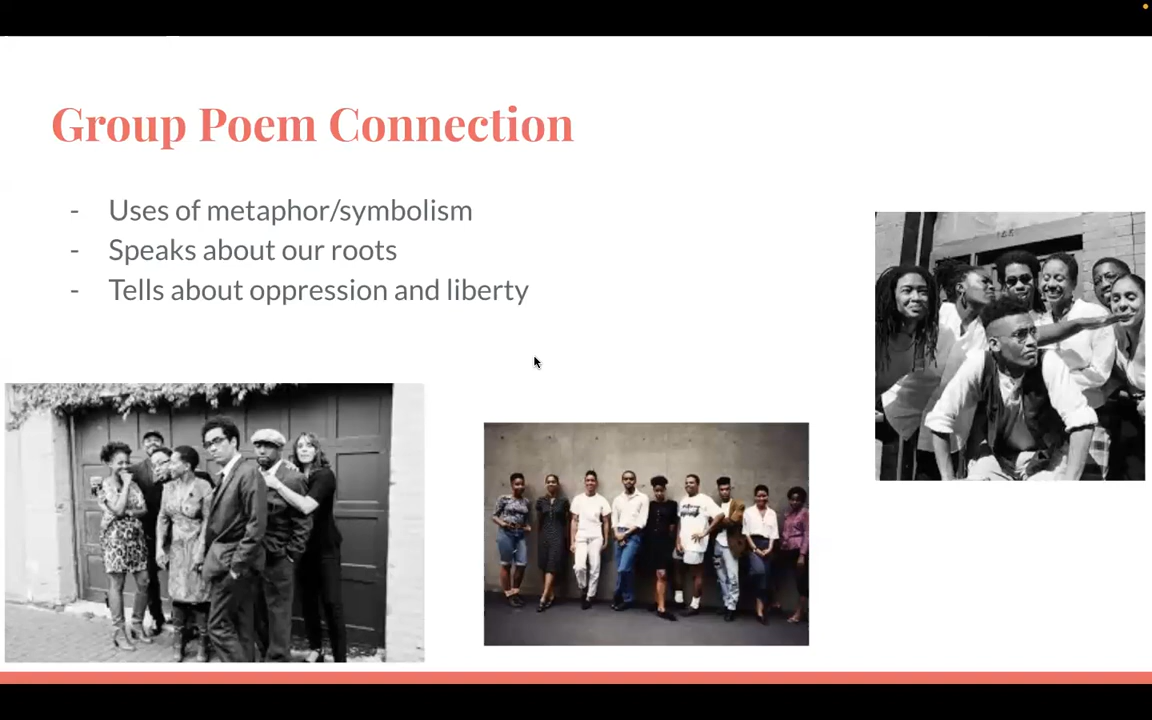 Group Poem Connection
- Uses of metaphor/symbolism
- Speaks about our roots
- Tells about oppression and liberty